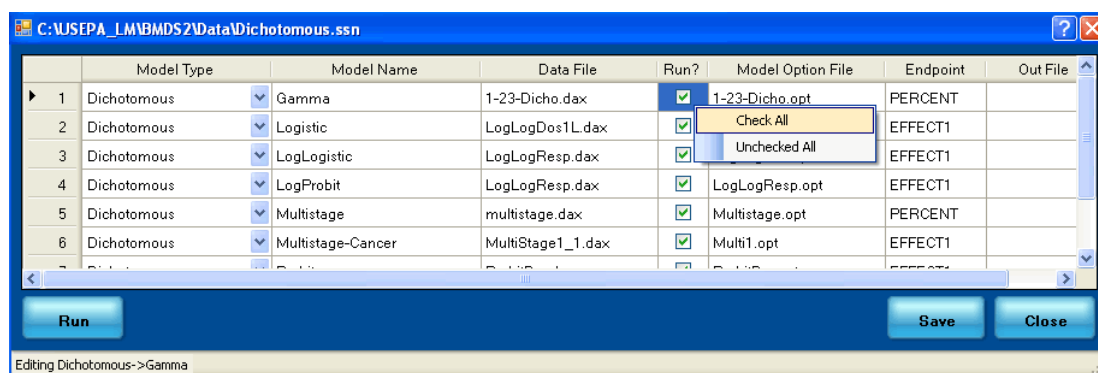 C:\USEPA_LM\BMDS2\Data\Dichotomous.ssn
Model Type Model Name Data File Run? Model Option File Endpoint Out File
1 Dichotomous Gamma 1-23-Dicho.dax 1-23-Dicho.opt PERCENT
Check All
2 Dichotomous Logistic LogLogDos1L.dax EFFECT1
Unchecked All
3 Dichotomous LogLogistic LogLogResp.dax EFFECT1
4 Dichotomous LogProbit LogLogResp.dax LogLogResp.opt EFFECT1
5 Dichotomous Multistage multistage.dax Multistage.opt PERCENT
6 Dichotomous Multistage-Cancer MultiStage1_1.dax Multi1.opt EFFECT1
Run Save Close
Editing Dichotomous->Gamma